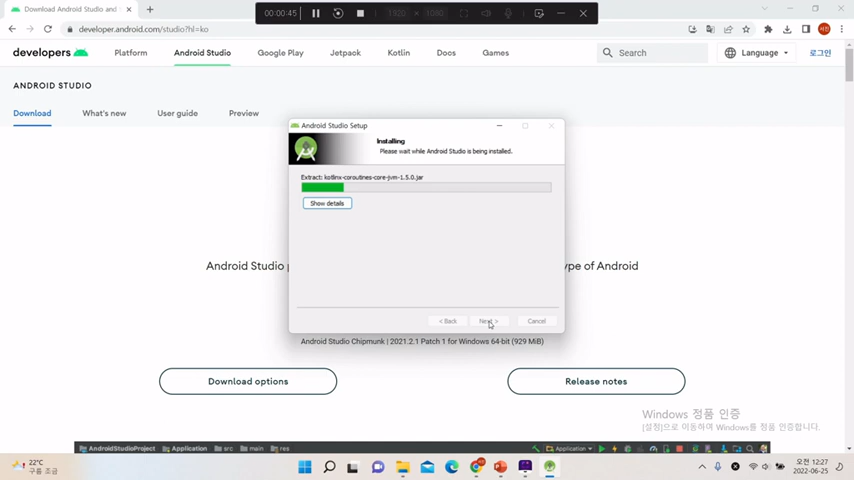 Download Android Studio and
00:00:45
1920 × 1080
developer.android.com/studio?hl=ko
developers
Platform
Android Studio
Google Play
Jetpack
Kotlin
Docs
Games
Search
Language
로그인
ANDROID STUDIO
Download
What's new
User guide
Preview
Android Studio Setup
Installing
Please wait while Android Studio is being installed.
Extract: kotlinx-coroutines-core-jvm-1.5.0.jar
Show details
Android Studio
ype of Android
< Back
Next >
Cancel
Android Studio Chipmunk | 2021.2.1 Patch 1 for Windows 64-bit (929 MiB)
Download options
Release notes
Windows 정품 인증
[설정]으로 이동하여 Windows를 정품 인증합니다.
AndroidStudioProject
Application
src
main
res
Application
22°C
구름 조금
오전 12:27
2022-06-25